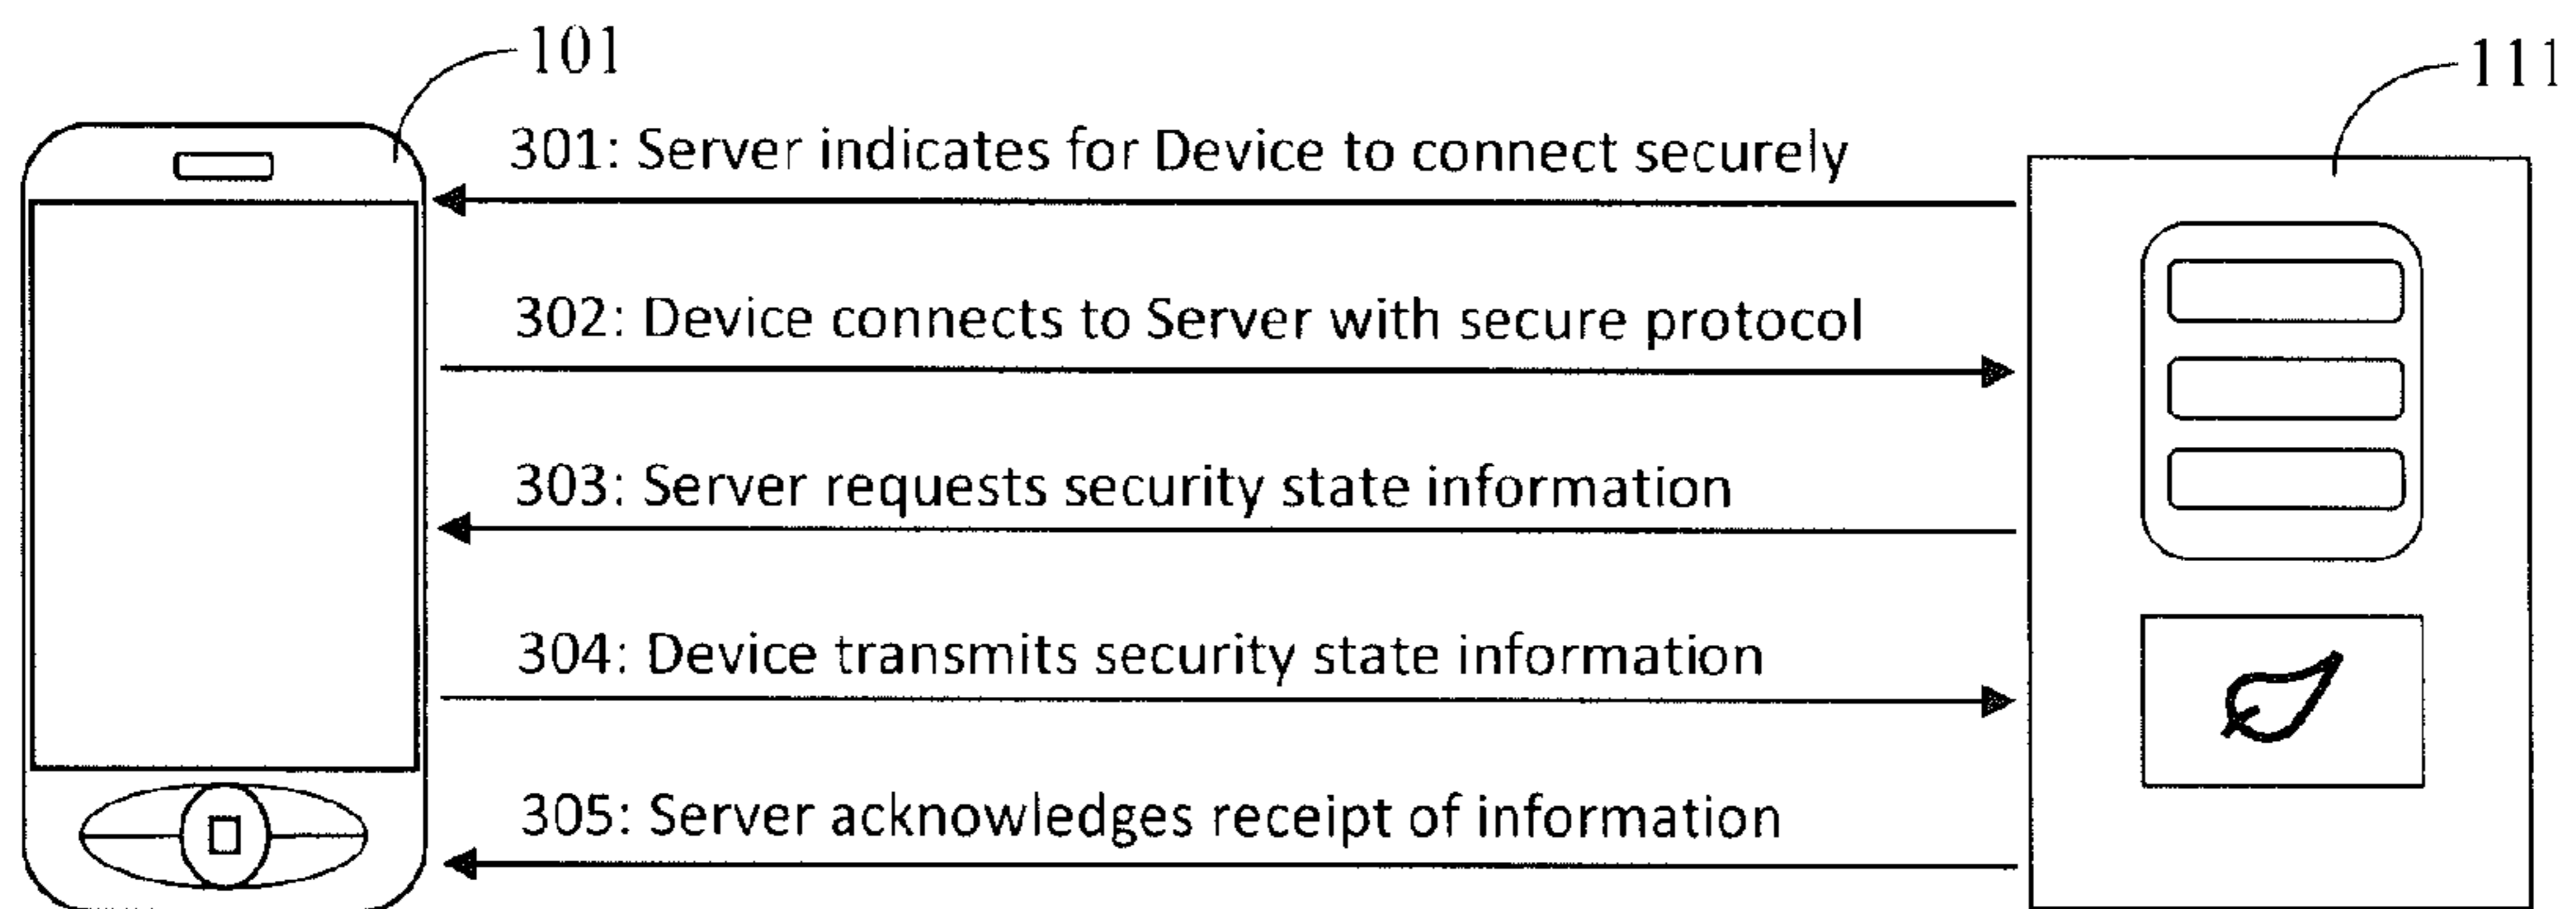 101
111
301: Server indicates for Device to connect securely
302: Device connects to Server with secure protocol
303: Server requests security state information
304: Device transmits security state information
305: Server acknowledges receipt of information